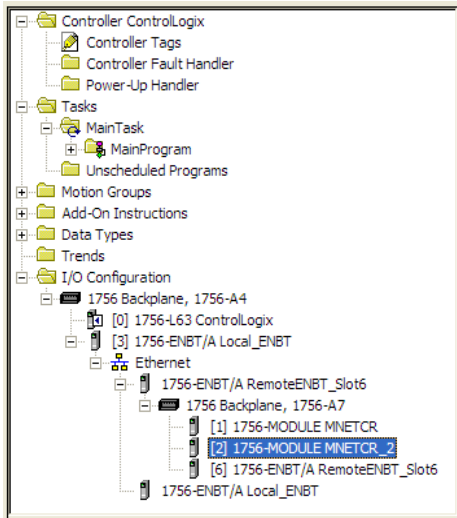 Controller ControlLogix
Controller Tags
Controller Fault Handler
Power-Up Handler
Tasks
MainTask
MainProgram
Unscheduled Programs
Motion Groups
Add-On Instructions
Data Types
Trends
I/O Configuration
1756 Backplane, 1756-A4
[0] 1756-L63 ControlLogix
[3] 1756-ENBT/A Local_ENBT
Ethernet
1756-ENBT/A RemoteENBT_Slot6
1756 Backplane, 1756-A7
[1] 1756-MODULE MNETCR
[2] 1756-MODULE MNETCR_2
[6] 1756-ENBT/A RemoteENBT_Slot6
1756-ENBT/A Local_ENBT